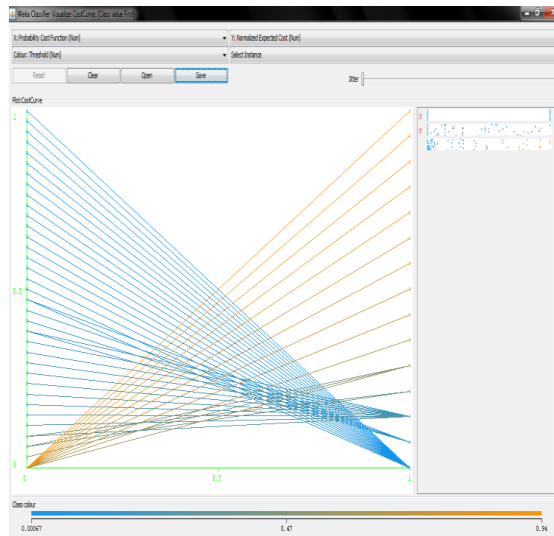 Weka Classifier Visualize: CostCurve. (Class value First)
X: Probability Cost Function (Num)
Y: Normalized Expected Cost (Num)
Colour: Threshold (Num)
Select Instance
Reset
Clear
Open
Save
Jitter
Plot:CostCurve
1
0.5
0
0
0.5
1
X
Y
Class colour
0.00067
0.47
0.94